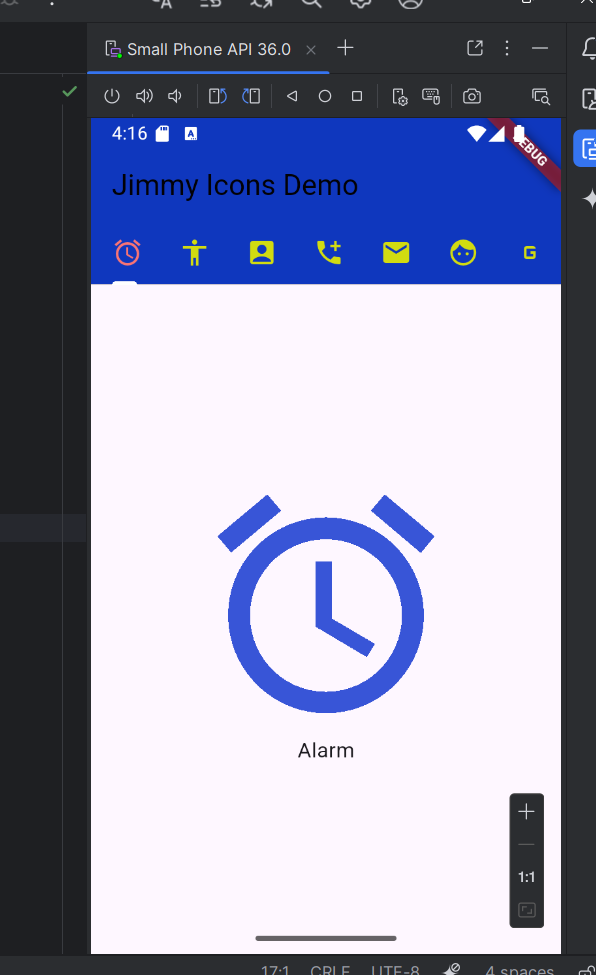 Small Phone API 36.0
4:16
A
EBUG
Jimmy Icons Demo
G
Alarm
1:1
17:1 CRLF UTF-8 4 spaces